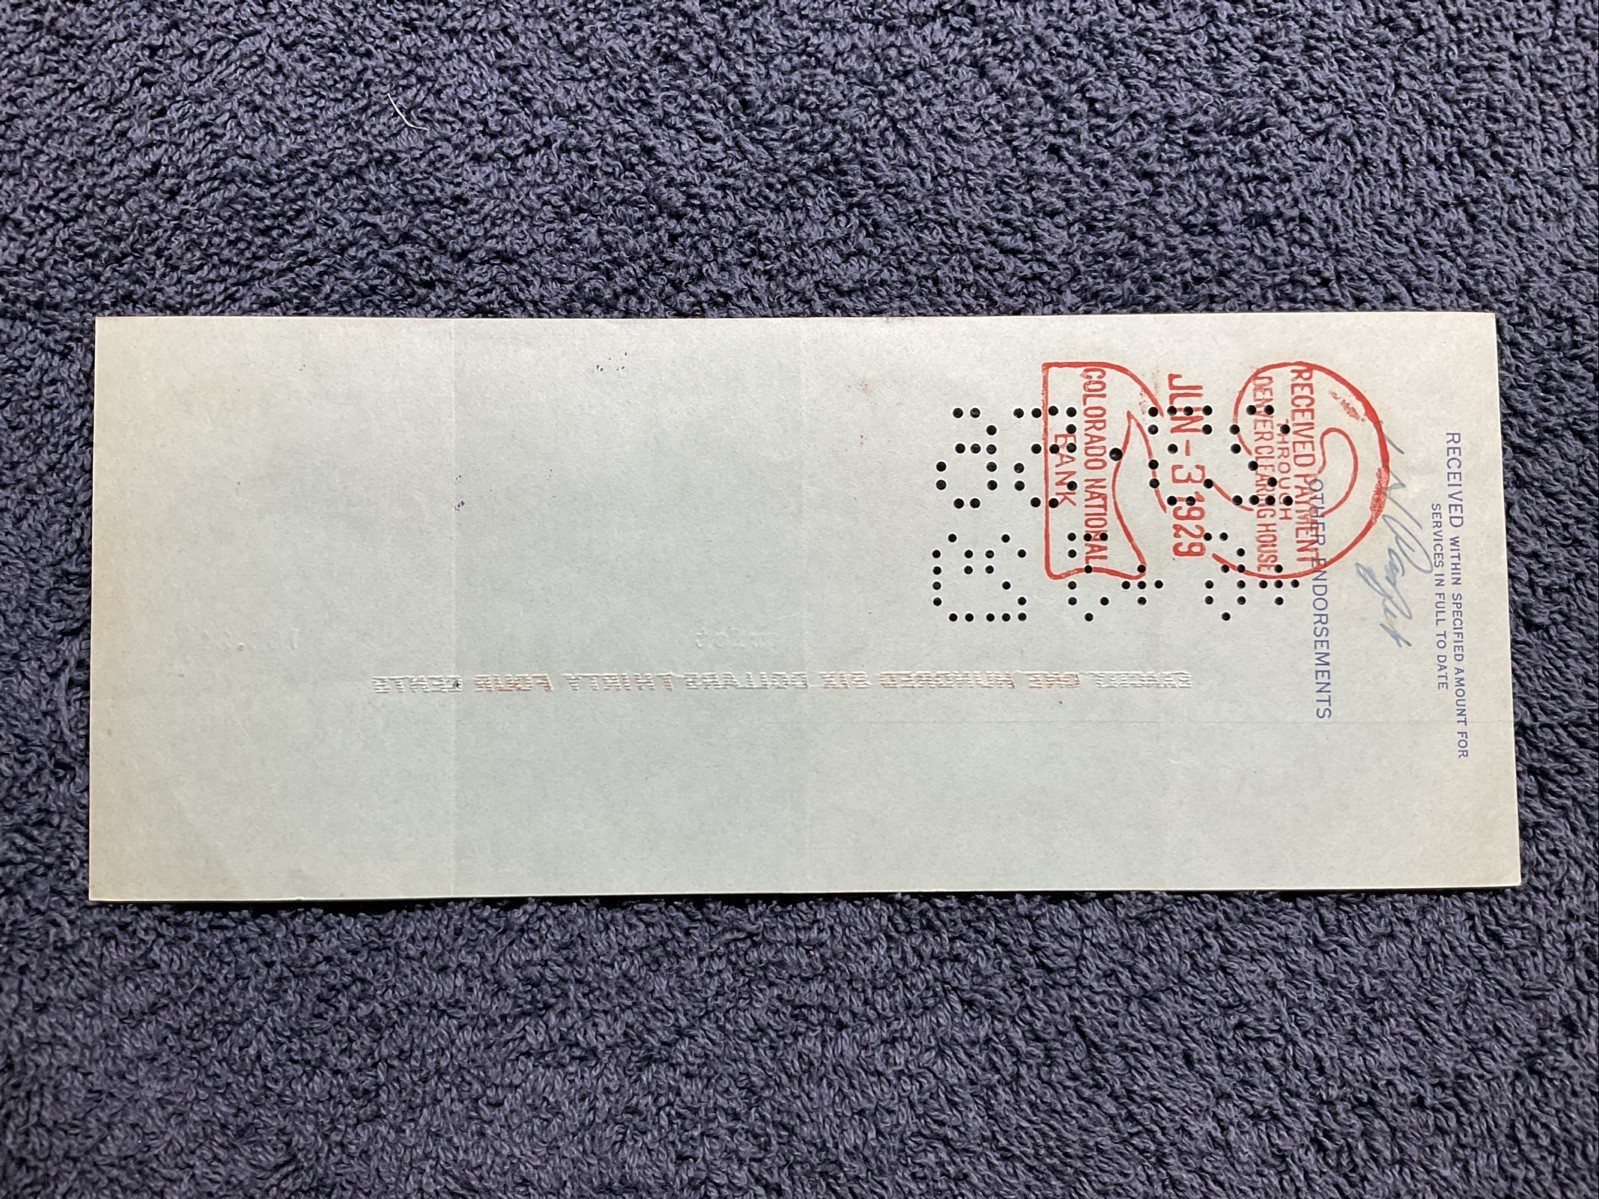 RECEIVED WITHIN SPECIFIED AMOUNT FOR
SERVICES IN FULL TO DATE
OTHER ENDORSEMENTS
RECEIVED PAYMENT
THROUGH
DENVER CLEARING HOUSE
JUN-3 1929
COLORADO NATIONAL
BANK
ONE HUNDRED SIX DOLLARS THIRTY FOUR CENTS